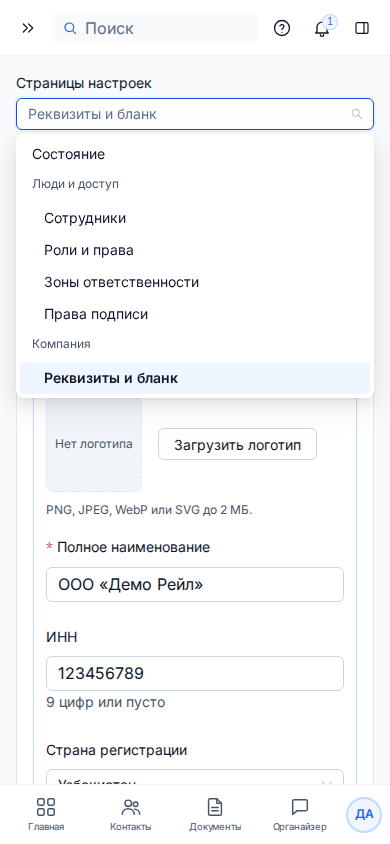 Поиск
1
Страницы настроек
Реквизиты и бланк
Состояние
Люди и доступ
Сотрудники
Роли и права
Зоны ответственности
Права подписи
Компания
Реквизиты и бланк
Нет логотипа
Загрузить логотип
PNG, JPEG, WebP или SVG до 2 МБ.
* Полное наименование
ООО «Демо Рейл»
ИНН
123456789
9 цифр или пусто
Страна регистрации
Узбекистан
Главная
Контакты
Документы
Органайзер
ДА